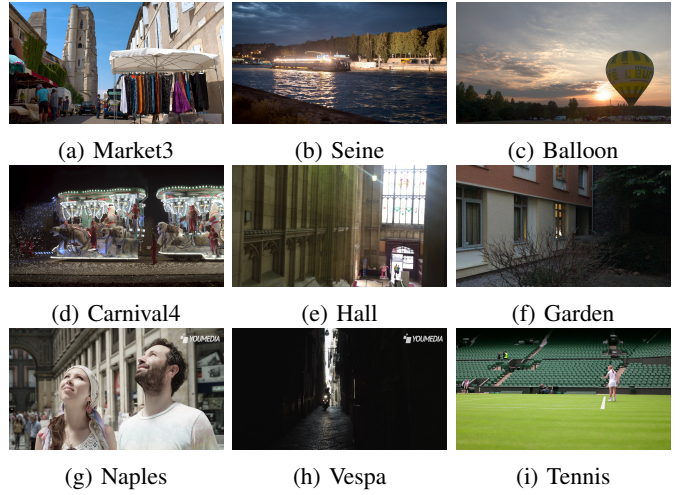 (a) Market3
(b) Seine
(c) Balloon
(d) Carnival4
(e) Hall
(f) Garden
YOUMEDIA
YOUMEDIA
(g) Naples
(h) Vespa
(i) Tennis